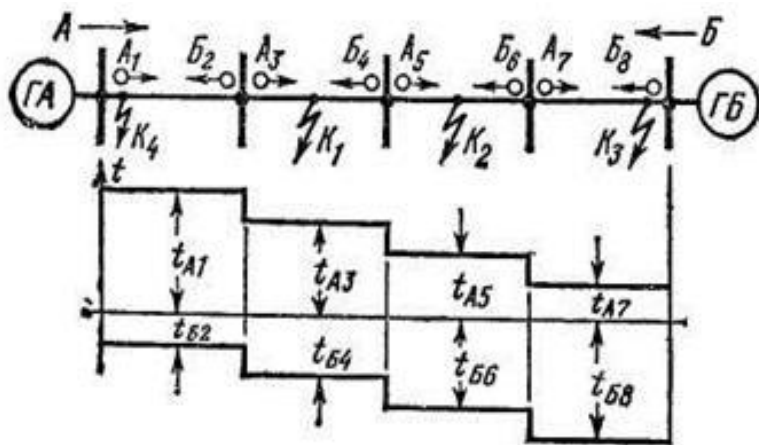 А А₁ Б₂ А₃ Б₄ А₅ Б₆ А₇ Б₈ Б
ГА ГБ
К₄ К₁ К₂ К₃
t
tА1 tА3 tА5 tА7
tБ2 tБ4 tБ6 tБ8